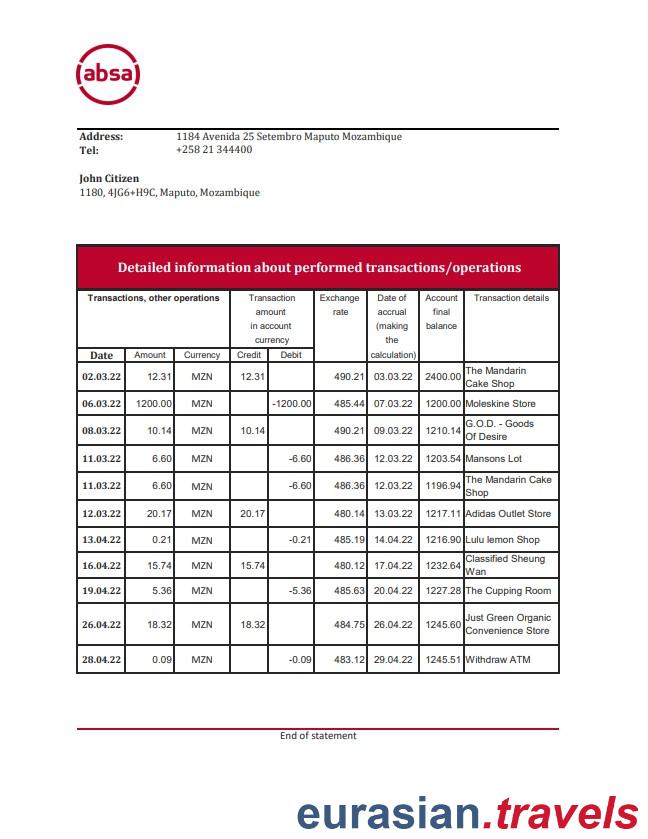 absa
Address: 1184 Avenida 25 Setembro Maputo Mozambique
Tel: +258 21 344400
John Citizen
1180, 4JG6+H9C, Maputo, Mozambique
Detailed information about performed transactions/operations
Transactions, other operations Transaction amount in account currency Exchange rate Date of accrual (making the calculation) Account final balance Transaction details
Date Amount Currency Credit Debit
02.03.22 12.31 MZN 12.31 490.21 03.03.22 2400.00 The Mandarin Cake Shop
06.03.22 1200.00 MZN -1200.00 485.44 07.03.22 1200.00 Moleskine Store
08.03.22 10.14 MZN 10.14 490.21 09.03.22 1210.14 G.O.D. - Goods Of Desire
11.03.22 6.60 MZN -6.60 486.36 12.03.22 1203.54 Mansons Lot
11.03.22 6.60 MZN -6.60 486.36 12.03.22 1196.94 The Mandarin Cake Shop
12.03.22 20.17 MZN 20.17 480.14 13.03.22 1217.11 Adidas Outlet Store
13.04.22 0.21 MZN -0.21 485.19 14.04.22 1216.90 Lulu lemon Shop
16.04.22 15.74 MZN 15.74 480.12 17.04.22 1232.64 Classified Sheung Wan
19.04.22 5.36 MZN -5.36 485.63 20.04.22 1227.28 The Cupping Room
26.04.22 18.32 MZN 18.32 484.75 26.04.22 1245.60 Just Green Organic Convenience Store
28.04.22 0.09 MZN -0.09 483.12 29.04.22 1245.51 Withdraw ATM
End of statement
eurasian.travels